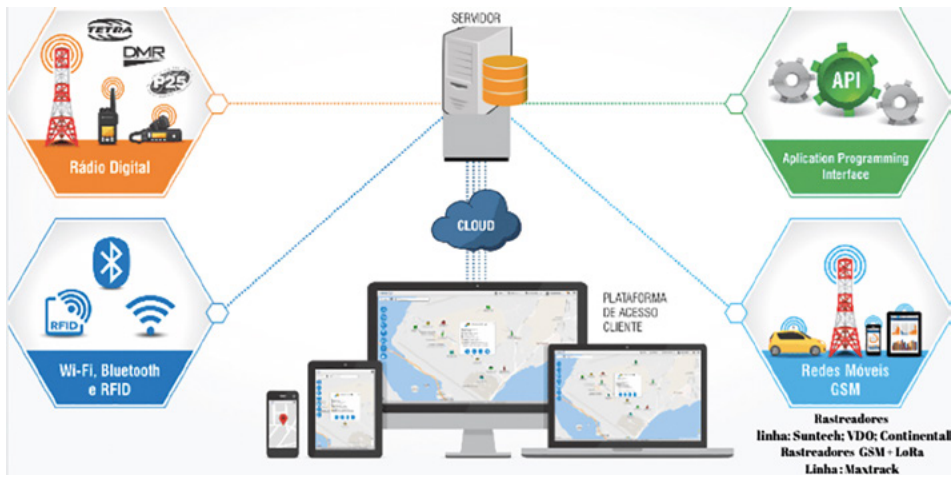 SERVIDOR
TETRA
DMR
P25
Rádio Digital
API
Aplication Programming
Interface
CLOUD
RFID
Wi-Fi, Bluetooth
e RFID
PLATAFORMA
DE ACESSO
CLIENTE
Redes Móveis
GSM
Rastreadores
linha: Suntech; VDO; Continentall
Rastreadores GSM + LoRa
Linha : Maxtrack